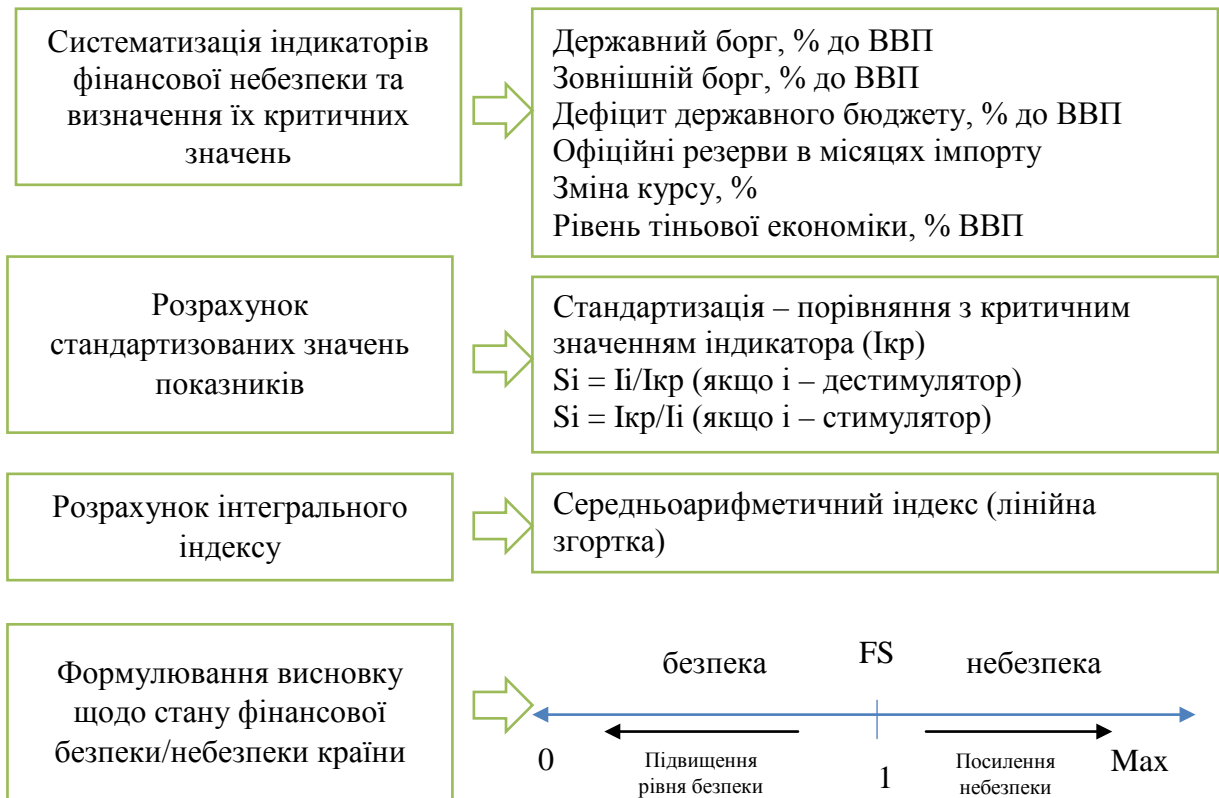 Систематизація індикаторів
фінансової небезпеки та
визначення їх критичних
значень
Державний борг, % до ВВП
Зовнішній борг, % до ВВП
Дефіцит державного бюджету, % до ВВП
Офіційні резерви в місяцях імпорту
Зміна курсу, %
Рівень тіньової економіки, % ВВП
Розрахунок
стандартизованих значень
показників
Стандартизація – порівняння з критичним
значенням індикатора (Ікр)
Si = Ii/Ікр (якщо і – дестимулятор)
Si = Ікр/Ii (якщо і – стимулятор)
Розрахунок інтегрального
індексу
Середньоарифметичний індекс (лінійна
згортка)
Формулювання висновку
щодо стану фінансової
безпеки/небезпеки країни
безпека
FS
небезпека
0
Підвищення
рівня безпеки
1
Посилення
небезпеки
Max